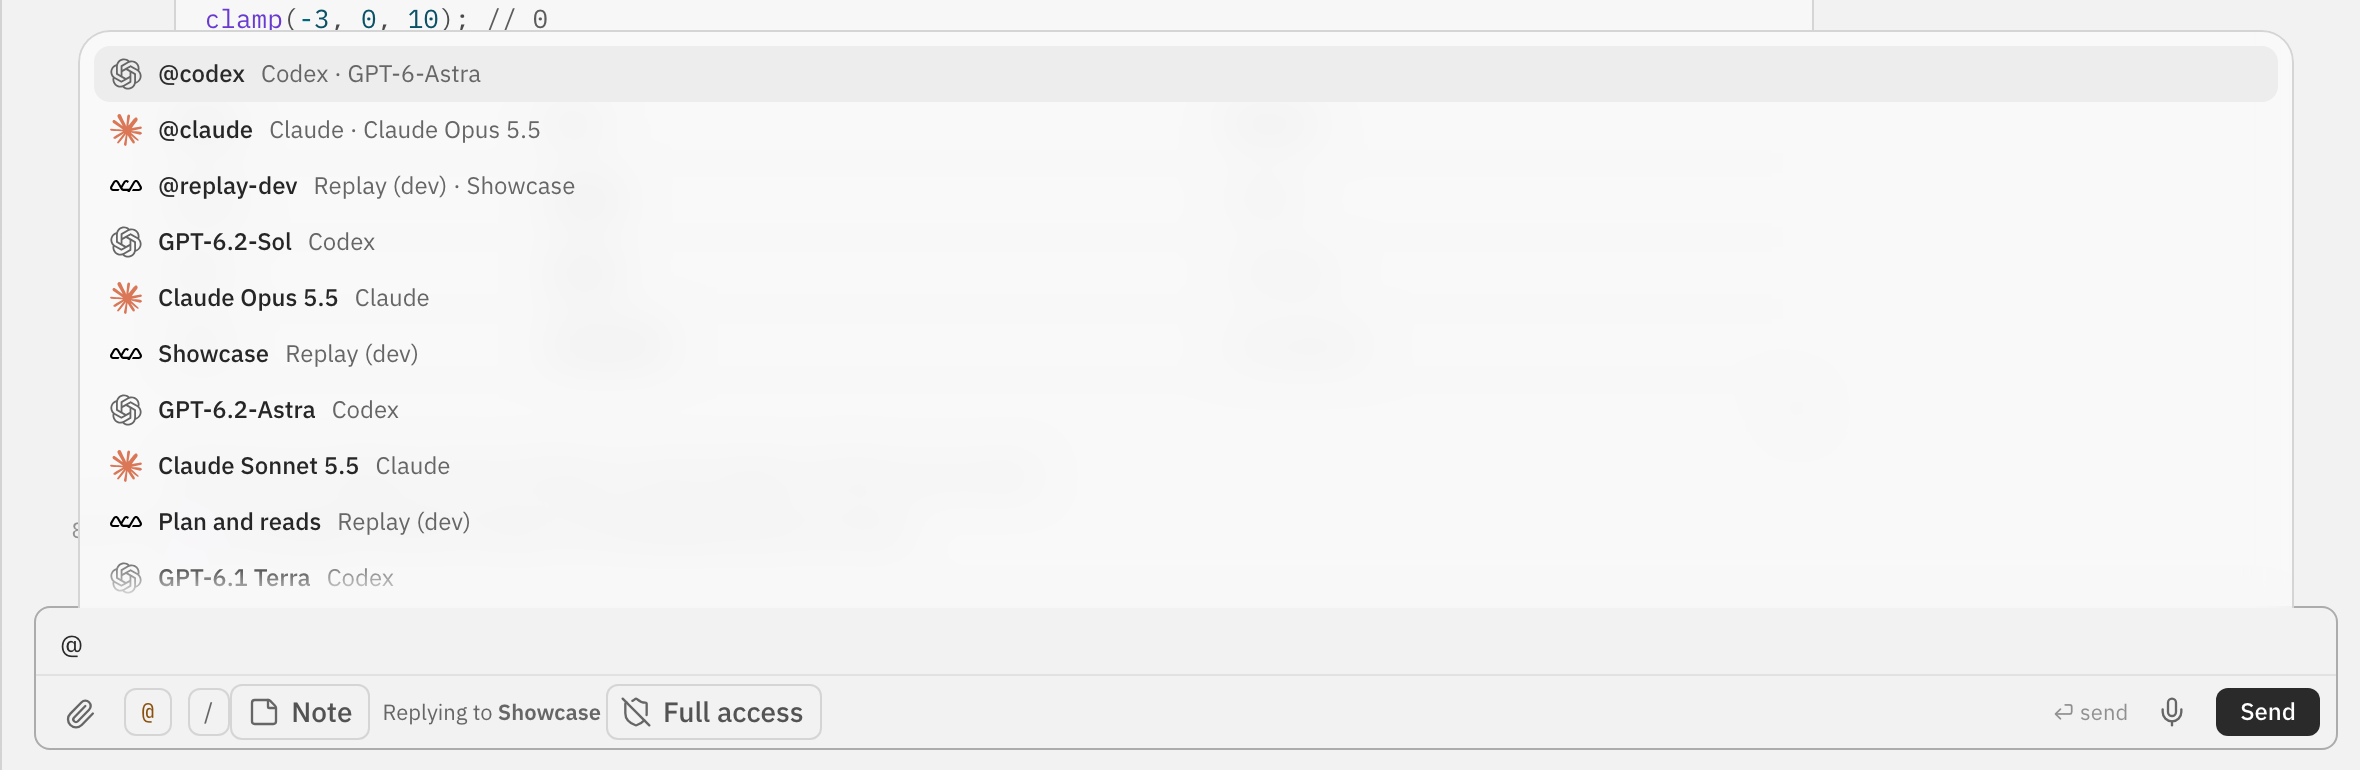 clamp(-3, 0, 10); // 0
@codex Codex · GPT-6-Astra
@claude Claude · Claude Opus 5.5
@replay-dev Replay (dev) · Showcase
GPT-6.2-Sol Codex
Claude Opus 5.5 Claude
Showcase Replay (dev)
GPT-6.2-Astra Codex
Claude Sonnet 5.5 Claude
Plan and reads Replay (dev)
GPT-6.1 Terra Codex
@
@ / Note Replying to Showcase Full access send Send